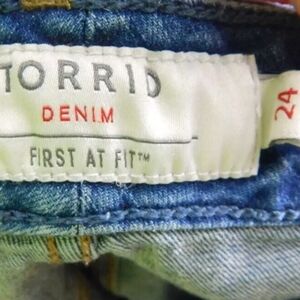 TORRID
DENIM
FIRST AT FIT™
24